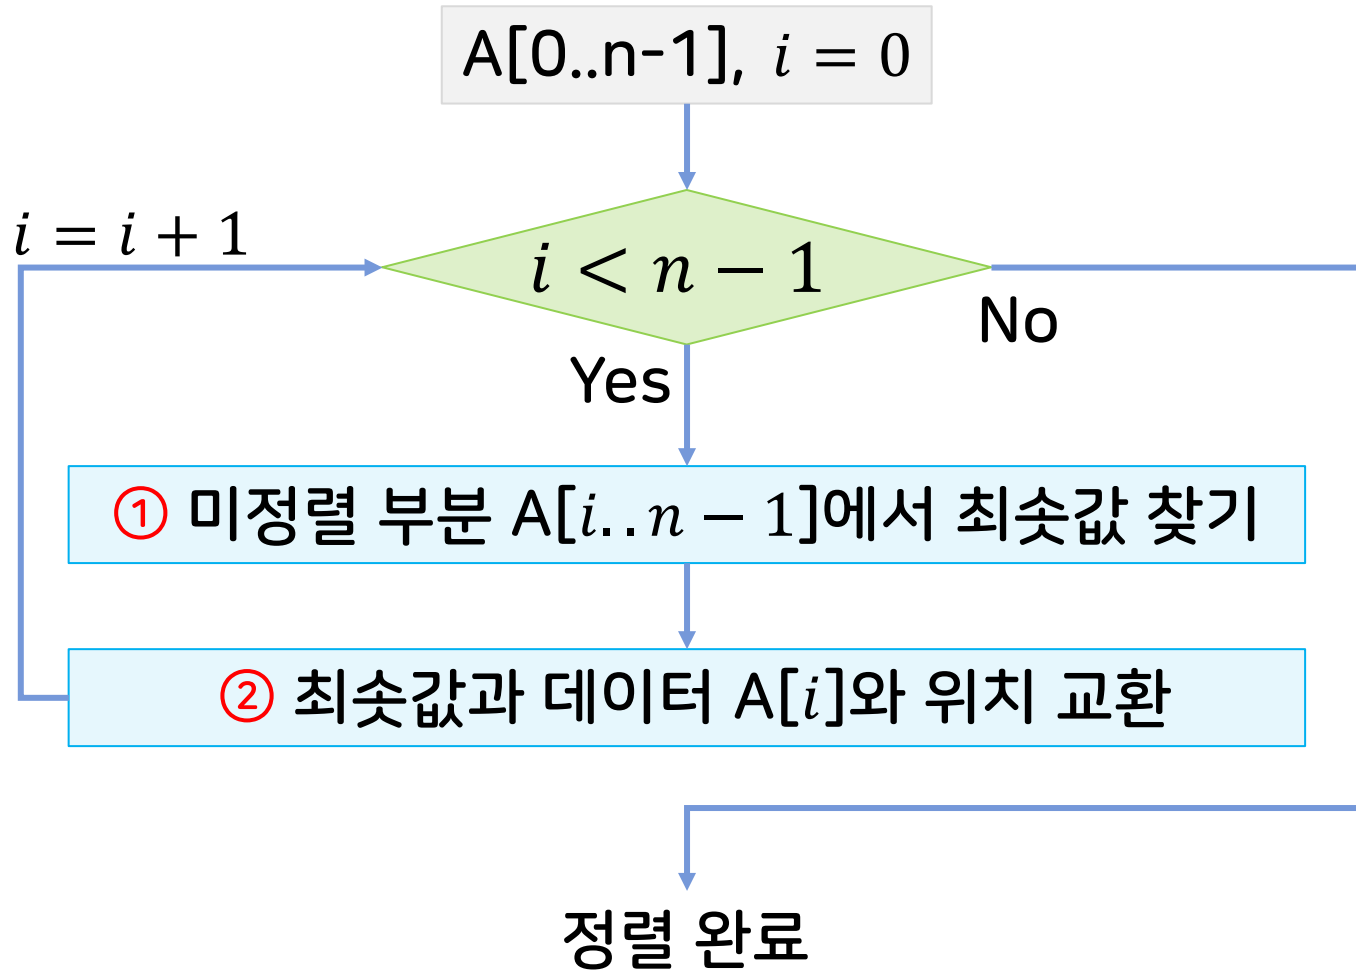 A[0..n-1], i = 0
i = i + 1
i < n − 1
No
Yes
① 미정렬 부분 A[i..n − 1]에서 최솟값 찾기
② 최솟값과 데이터 A[i]와 위치 교환
정렬 완료